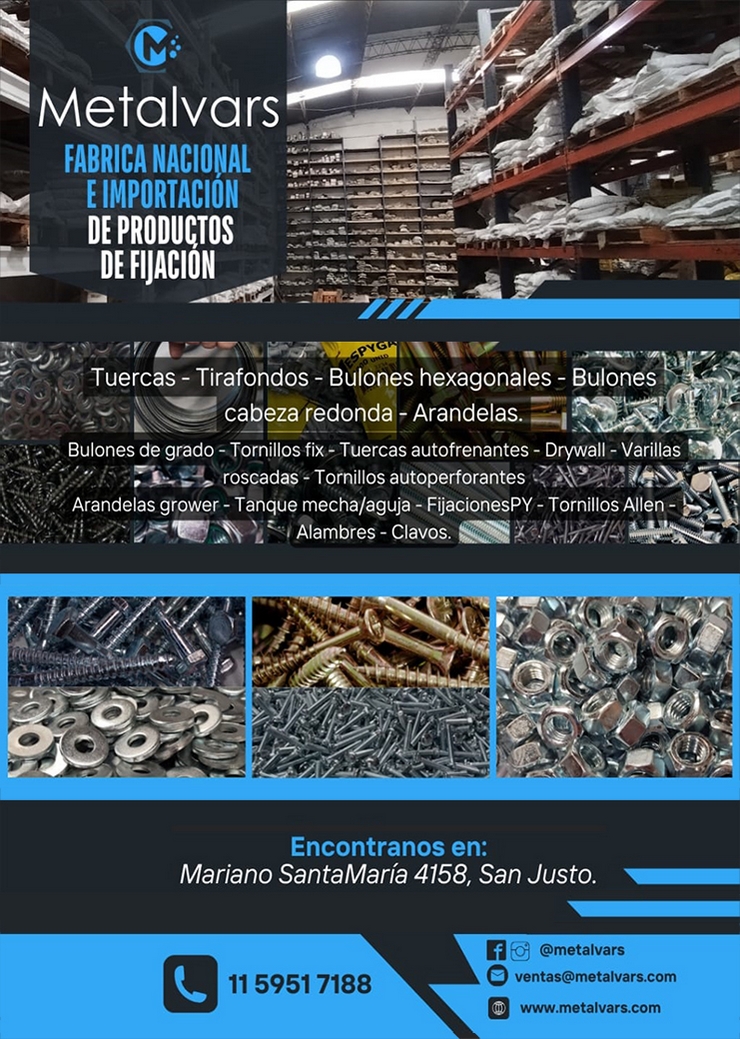 Metalvars
FABRICA NACIONAL
E IMPORTACIÓN
DE PRODUCTOS
DE FIJACIÓN
ESPYGA
Tuercas - Tirafondos - Bulones hexagonales - Bulones
cabeza redonda - Arandelas.
Bulones de grado - Tornillos fix - Tuercas autofrenantes - Drywall - Varillas
roscadas - Tornillos autoperforantes
Arandelas grower - Tanque mecha/aguja - FijacionesPY - Tornillos Allen -
Alambres - Clavos.
Encontranos en:
Mariano SantaMaría 4158, San Justo.
11 5951 7188
@metalvars
ventas@metalvars.com
www.metalvars.com